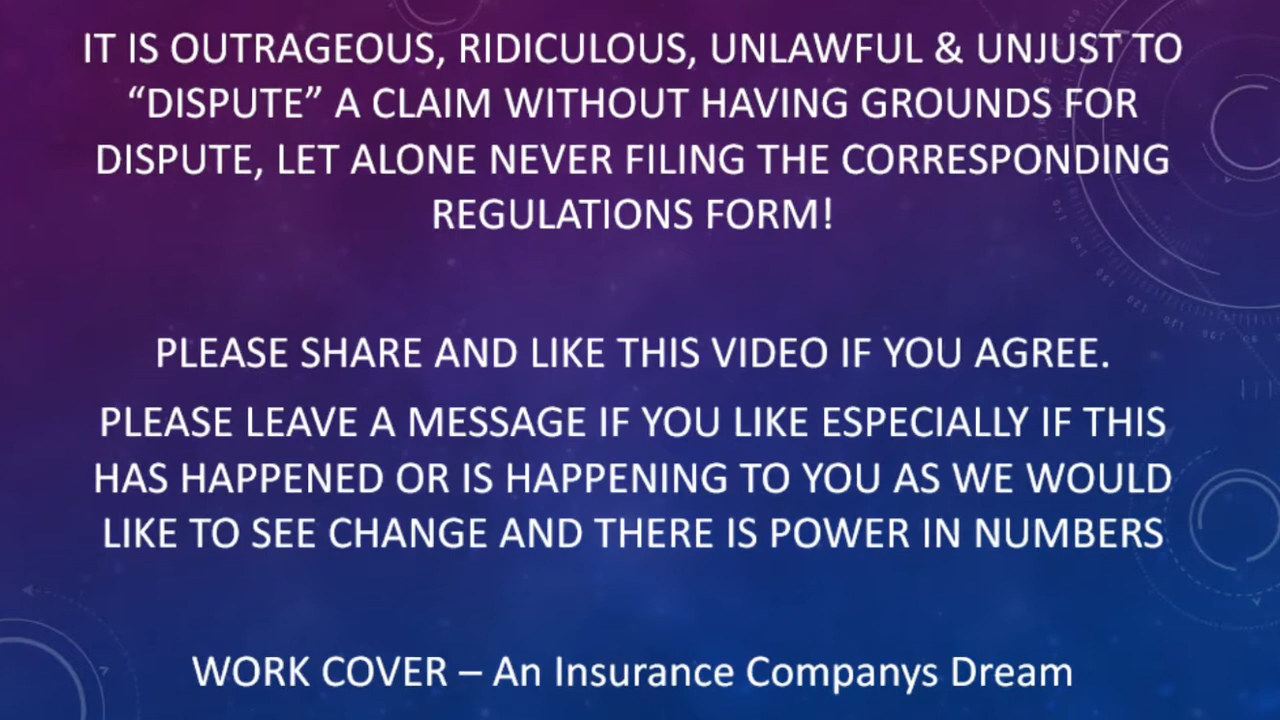 IT IS OUTRAGEOUS, RIDICULOUS, UNLAWFUL & UNJUST TO
“DISPUTE” A CLAIM WITHOUT HAVING GROUNDS FOR
DISPUTE, LET ALONE NEVER FILING THE CORRESPONDING
REGULATIONS FORM!
PLEASE SHARE AND LIKE THIS VIDEO IF YOU AGREE.
PLEASE LEAVE A MESSAGE IF YOU LIKE ESPECIALLY IF THIS
HAS HAPPENED OR IS HAPPENING TO YOU AS WE WOULD
LIKE TO SEE CHANGE AND THERE IS POWER IN NUMBERS
WORK COVER – An Insurance Companys Dream